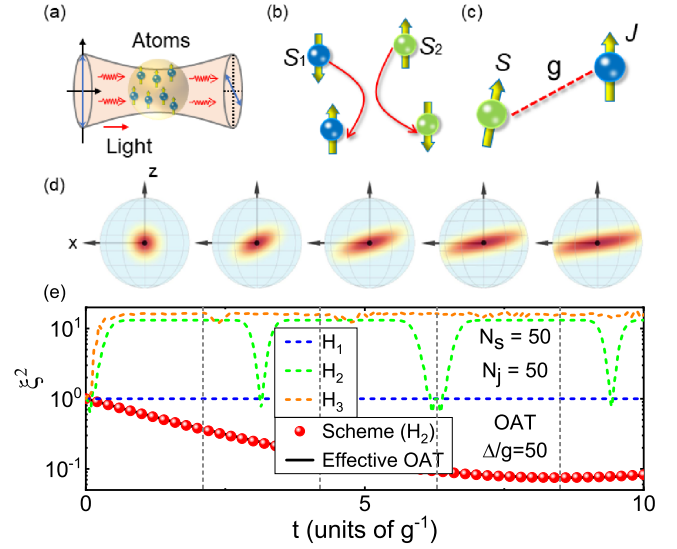 (a)
Atoms
Light
(b)
S₁
S₂
(c)
S
g
J
(d)
z
x
(e)
ξ²
10¹
10⁰
10⁻¹
H₁
H₂
H₃
Scheme (H₂)
Effective OAT
Nₛ = 50
Nⱼ = 50
OAT
Δ/g=50
0
5
10
t (units of g⁻¹)